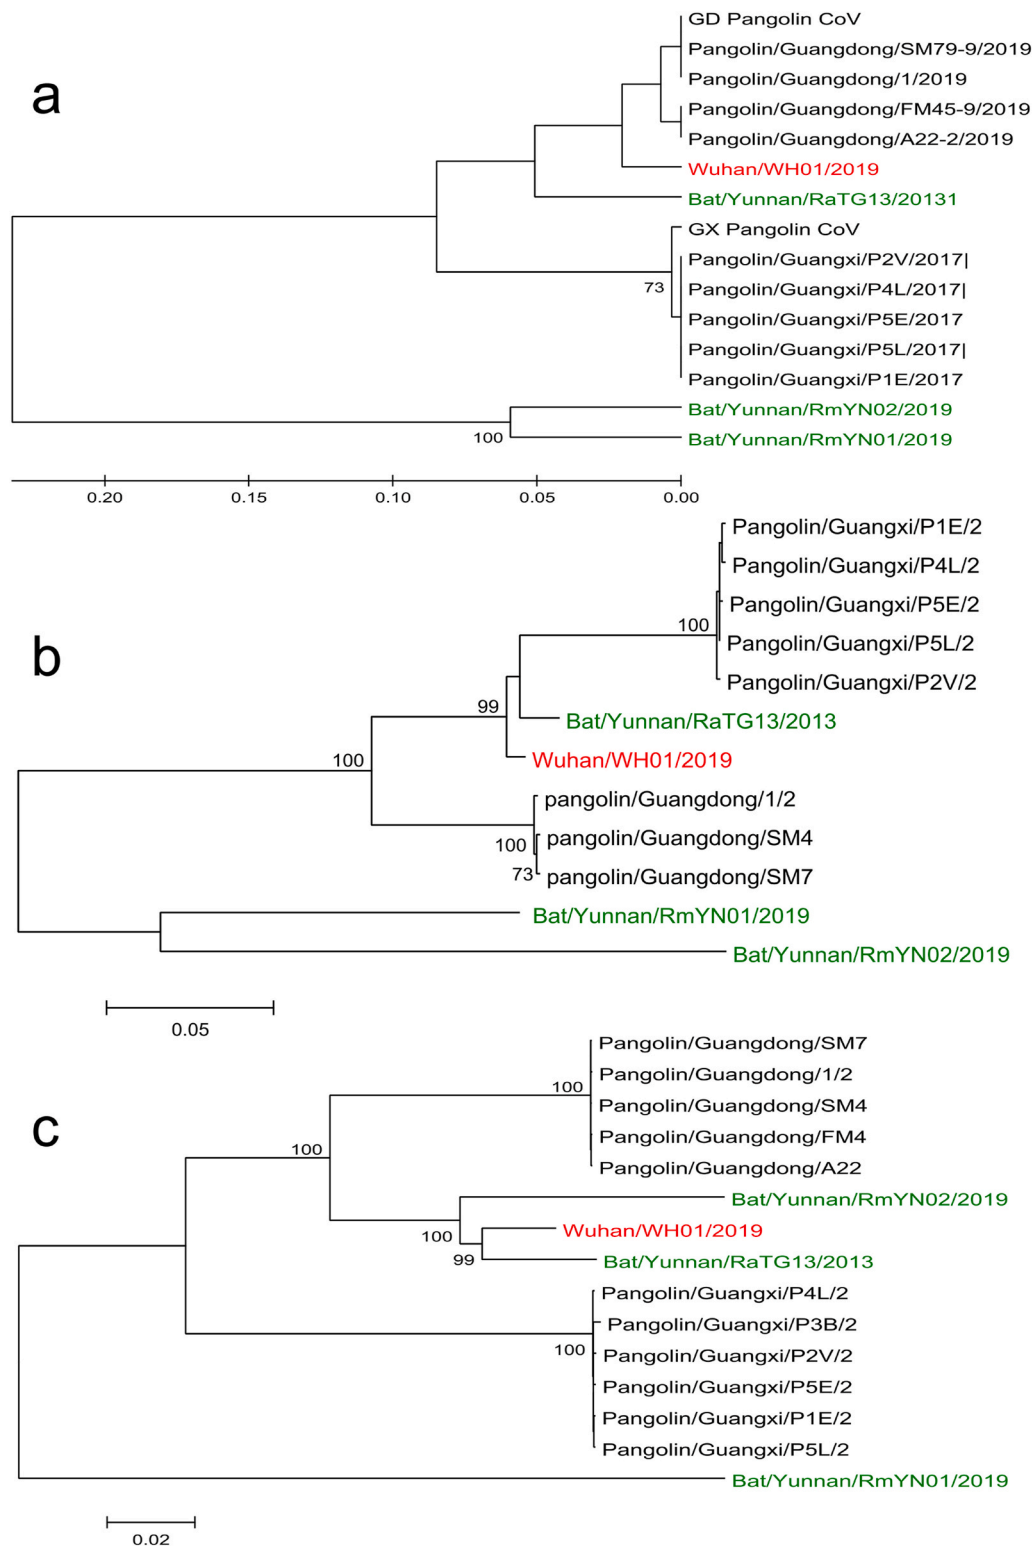 a
GD Pangolin CoV
Pangolin/Guangdong/SM79-9/2019
Pangolin/Guangdong/1/2019
Pangolin/Guangdong/FM45-9/2019
Pangolin/Guangdong/A22-2/2019
Wuhan/WH01/2019
Bat/Yunnan/RaTG13/20131
GX Pangolin CoV
Pangolin/Guangxi/P2V/2017|
73
Pangolin/Guangxi/P4L/2017|
Pangolin/Guangxi/P5E/2017
Pangolin/Guangxi/P5L/2017|
Pangolin/Guangxi/P1E/2017
Bat/Yunnan/RmYN02/2019
100
Bat/Yunnan/RmYN01/2019
0.20 0.15 0.10 0.05 0.00
b
Pangolin/Guangxi/P1E/2
Pangolin/Guangxi/P4L/2
Pangolin/Guangxi/P5E/2
100
Pangolin/Guangxi/P5L/2
Pangolin/Guangxi/P2V/2
99
Bat/Yunnan/RaTG13/2013
100
Wuhan/WH01/2019
pangolin/Guangdong/1/2
100
pangolin/Guangdong/SM4
73
pangolin/Guangdong/SM7
Bat/Yunnan/RmYN01/2019
Bat/Yunnan/RmYN02/2019
0.05
c
Pangolin/Guangdong/SM7
Pangolin/Guangdong/1/2
100
Pangolin/Guangdong/SM4
Pangolin/Guangdong/FM4
100
Pangolin/Guangdong/A22
Bat/Yunnan/RmYN02/2019
100
Wuhan/WH01/2019
99
Bat/Yunnan/RaTG13/2013
Pangolin/Guangxi/P4L/2
Pangolin/Guangxi/P3B/2
100
Pangolin/Guangxi/P2V/2
Pangolin/Guangxi/P5E/2
Pangolin/Guangxi/P1E/2
Pangolin/Guangxi/P5L/2
Bat/Yunnan/RmYN01/2019
0.02